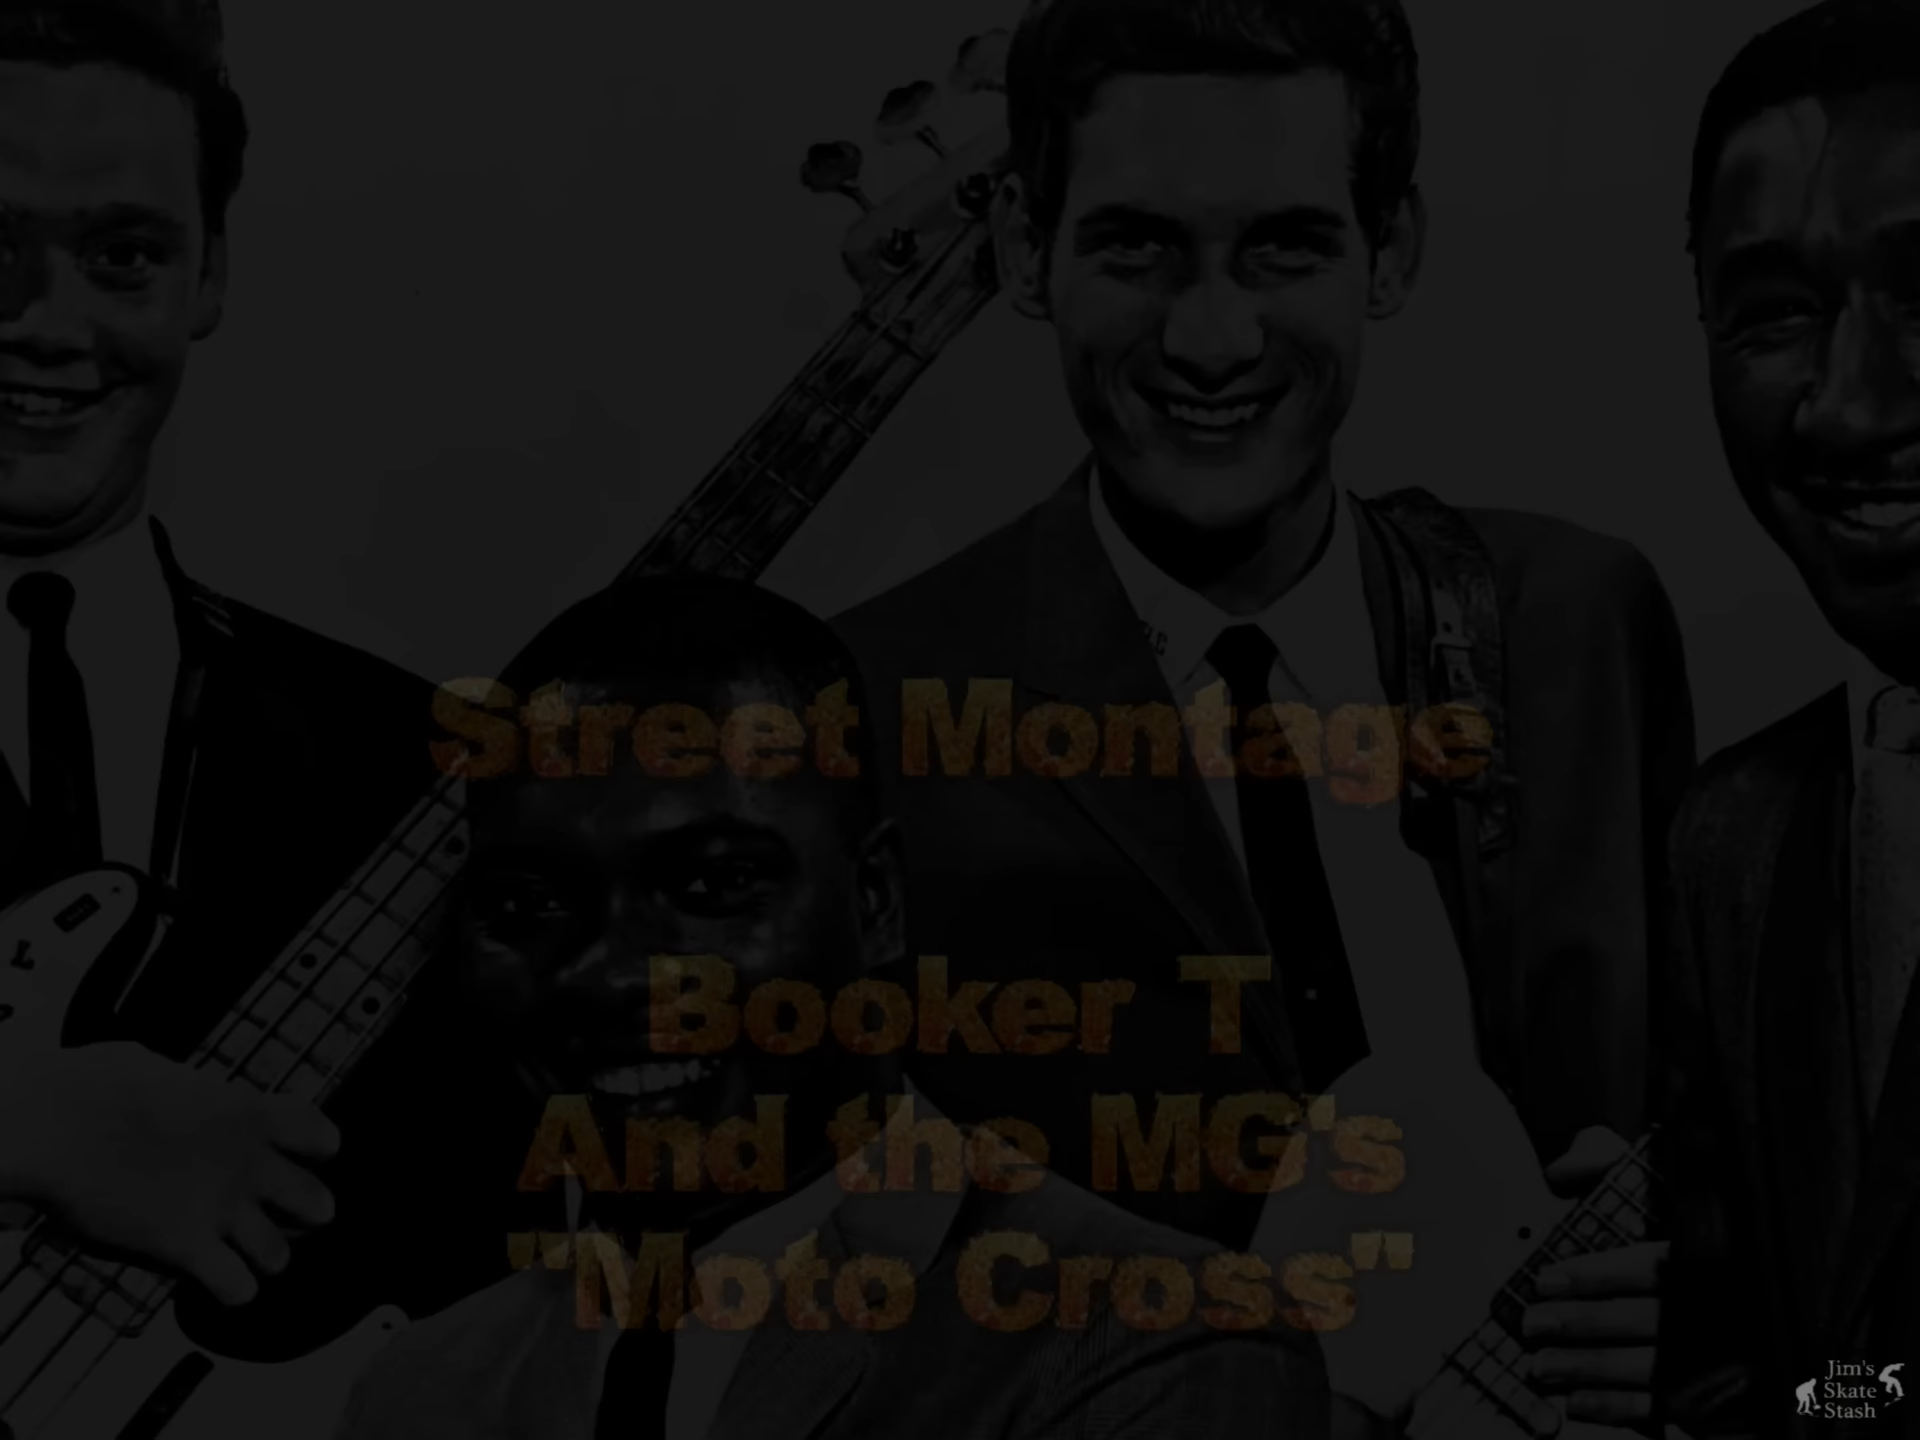 Street Montage
Booker T
And the MG's
"Moto Cross"
Jim's
Skate
Stash